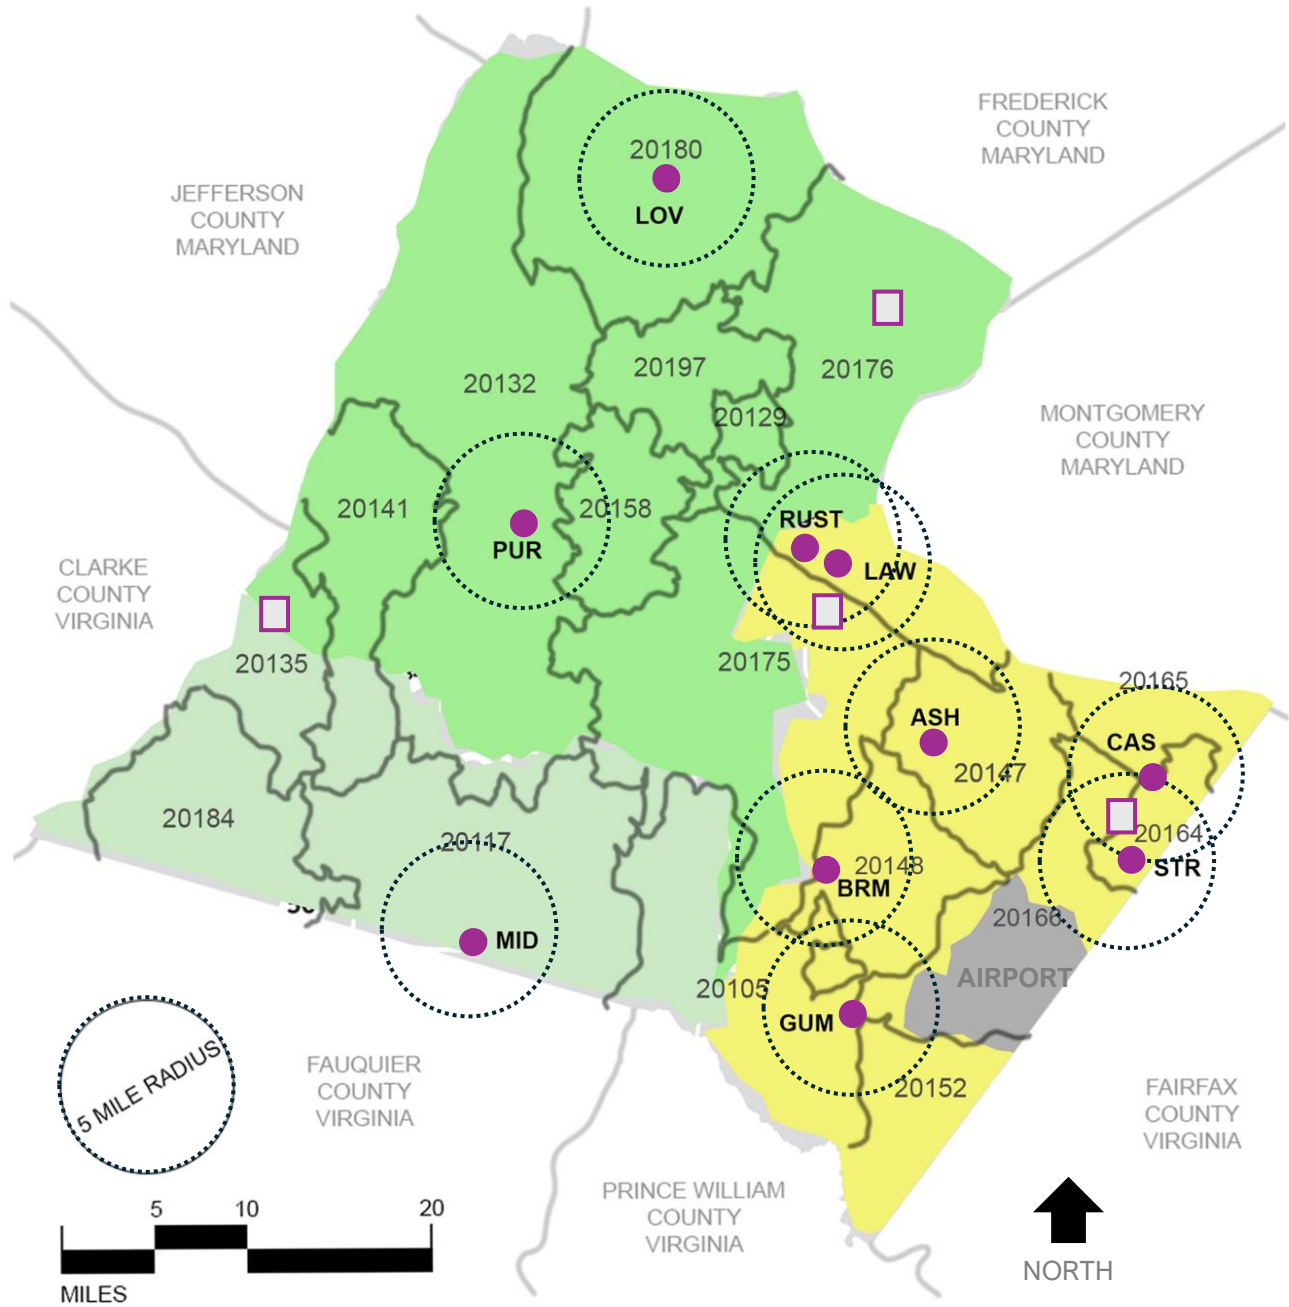 FREDERICK
COUNTY
MARYLAND
20180
LOV
JEFFERSON
COUNTY
MARYLAND
20197
20176
20132
20129
MONTGOMERY
COUNTY
MARYLAND
20141
20158
RUST
PUR
LAW
CLARKE
COUNTY
VIRGINIA
20135
20175
20165
ASH
CAS
20147
20184
20117
20164
20148
STR
BRM
MID
20166
AIRPORT
20105
GUM
5 MILE RADIUS
FAUQUIER
COUNTY
VIRGINIA
20152
FAIRFAX
COUNTY
VIRGINIA
PRINCE WILLIAM
COUNTY
VIRGINIA
5 10 20
MILES
NORTH